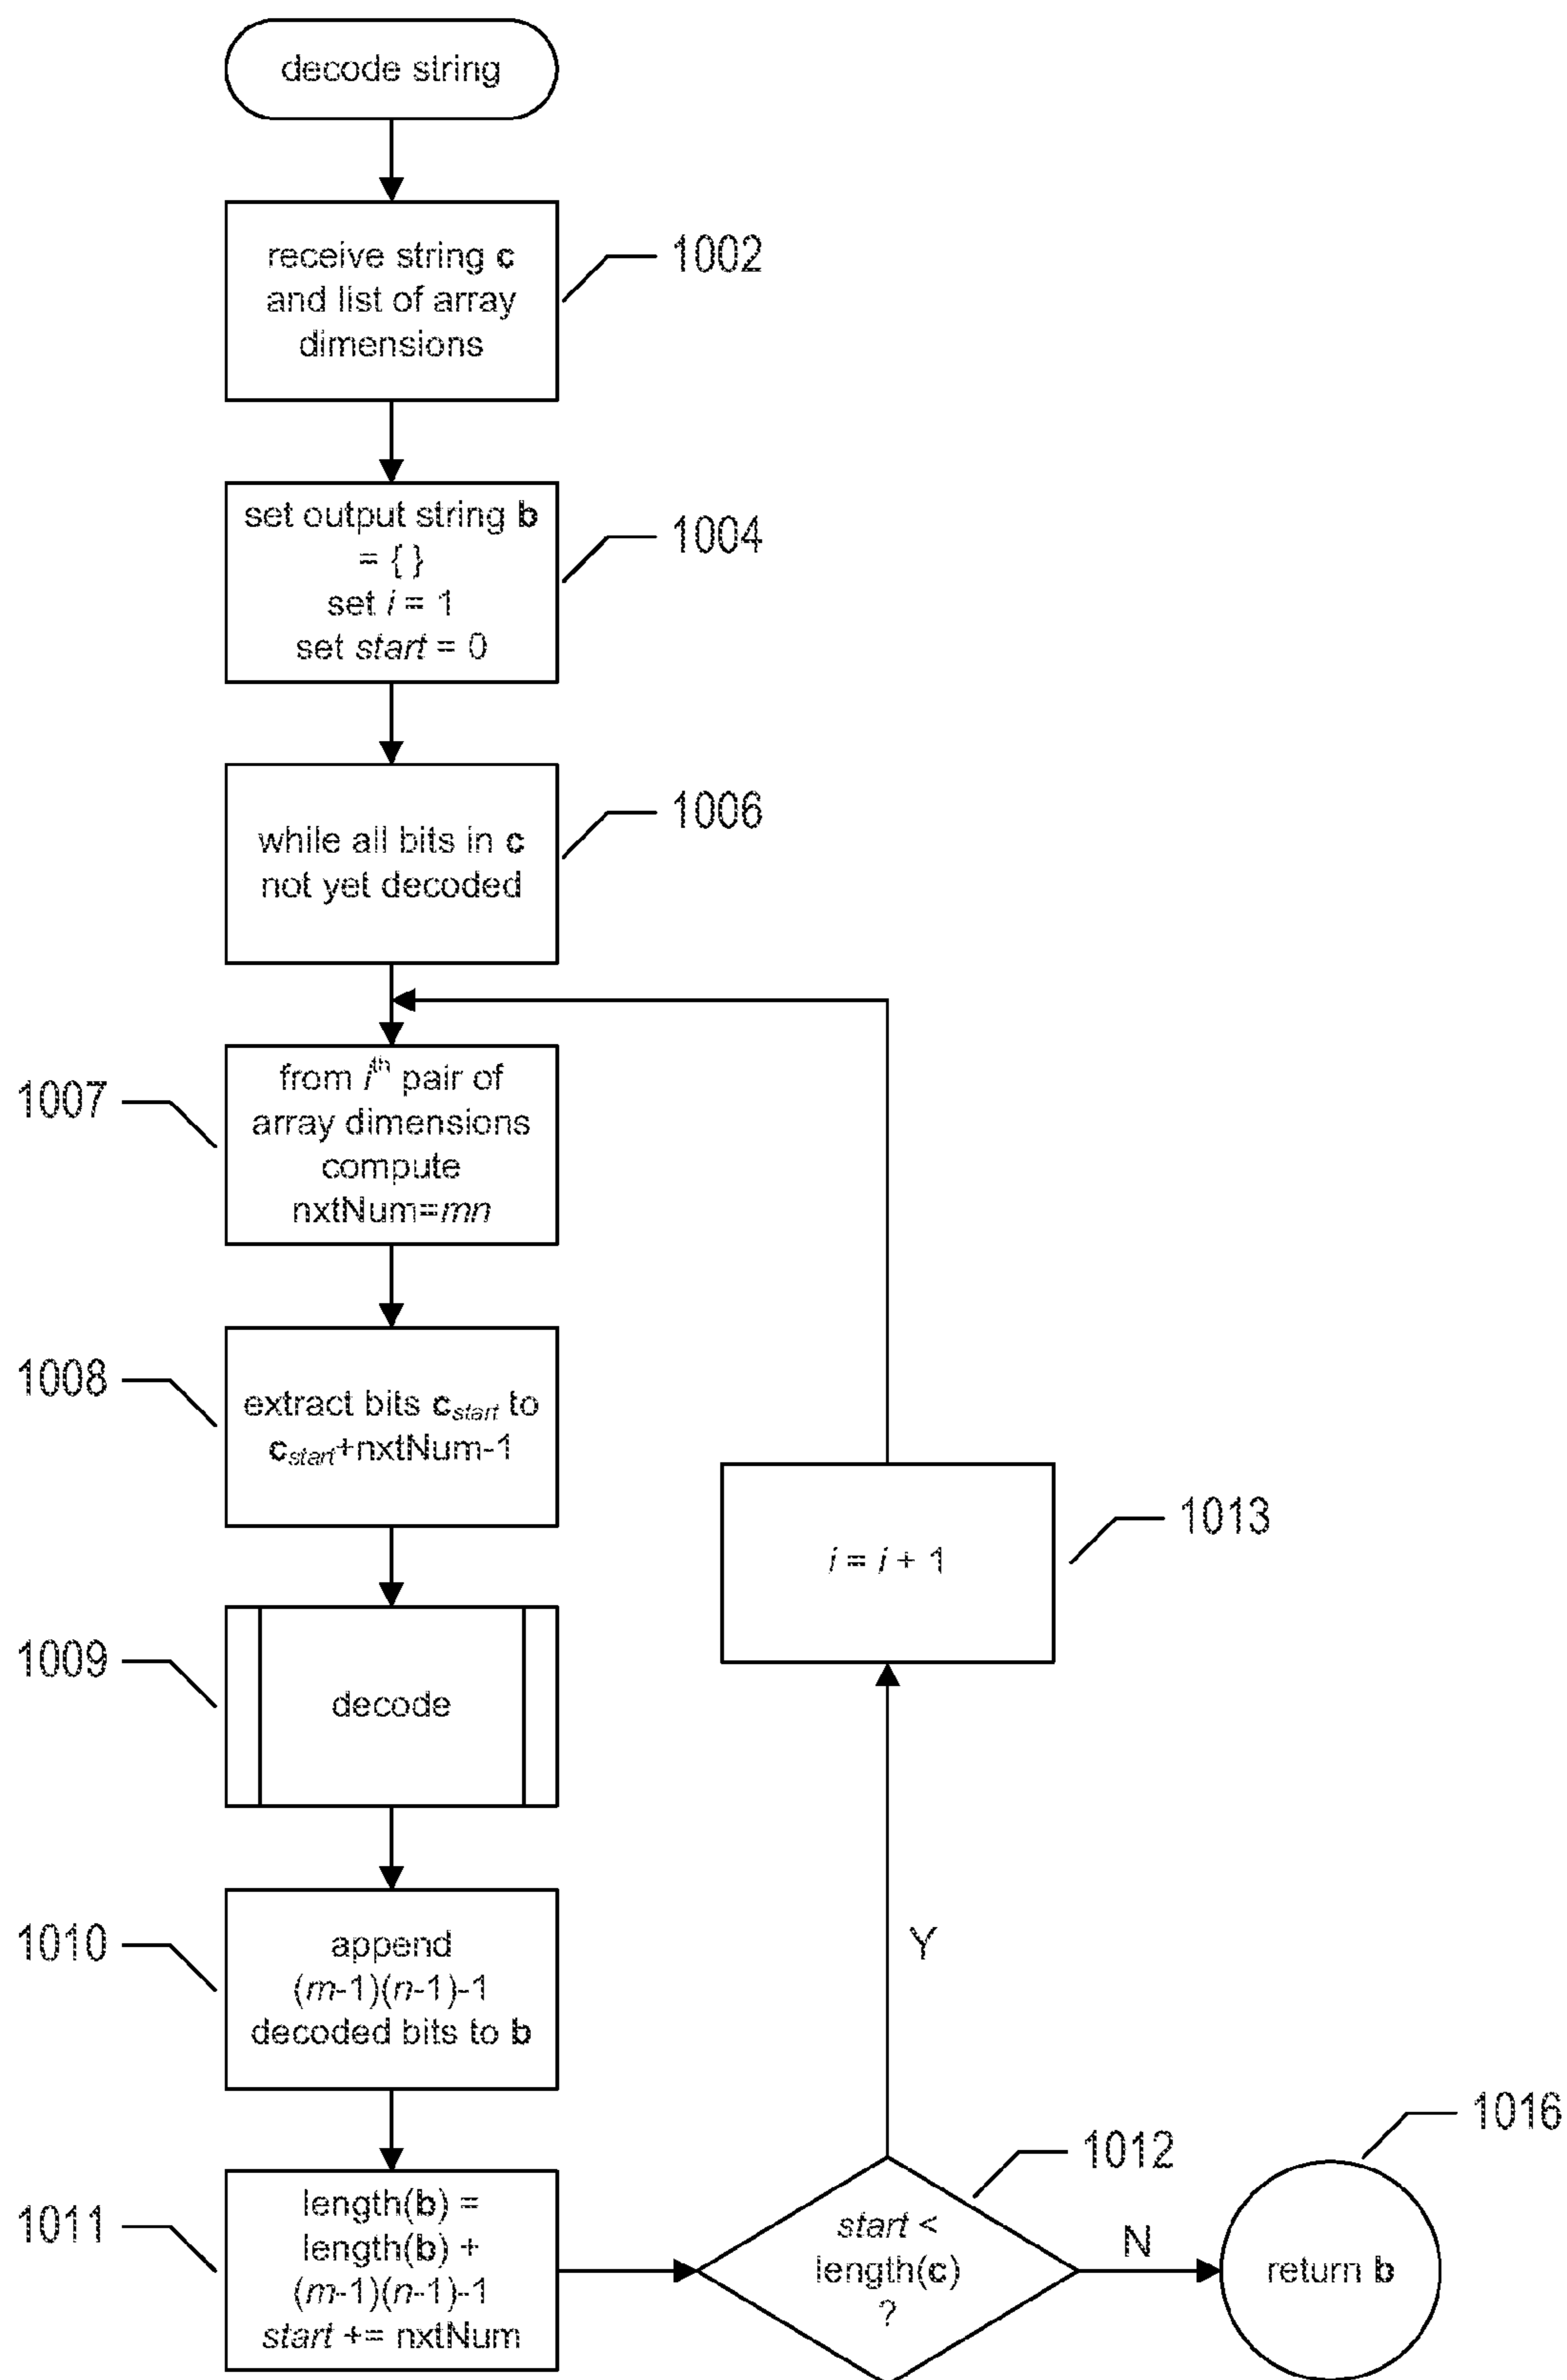 decode string
receive string c
and list of array
dimensions
1002
set output string b
= { }
set i = 1
set start = 0
1004
while all bits in c
not yet decoded
1006
from ith pair of
array dimensions
compute
nxtNum=mn
1007
extract bits cstart to
cstart+nxtNum-1
1008
i = i + 1
1013
decode
1009
append
(m-1)(n-1)-1
decoded bits to b
1010
Y
length(b) =
length(b) +
(m-1)(n-1)-1
start += nxtNum
1011
start <
length(c)
?
1012
N
return b
1016